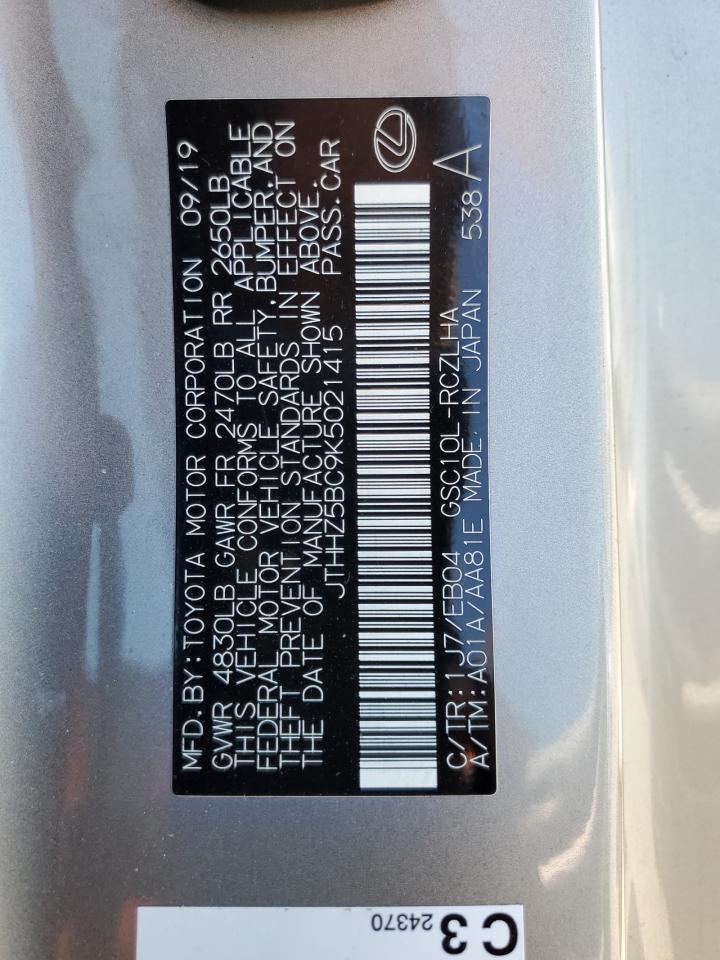 MFD.BY:TOYOTA MOTOR CORPORATION 09/19
GVWR 4830LB GAWR FR 2470LB RR 2650LB
THIS VEHICLE CONFORMS TO ALL APPLICABLE
FEDERAL MOTOR VEHICLE SAFETY,BUMPER,AND
THEFT PREVENTION STANDARDS IN EFFECT ON
THE DATE OF MANUFACTURE SHOWN ABOVE.
JTHHZ5BC9K5021415 PASS.CAR
C/TR:1J7/EB04 GSC10L-RCZLHA
A/TM:A01A/AA81E MADE IN JAPAN 538 A
C3
24370